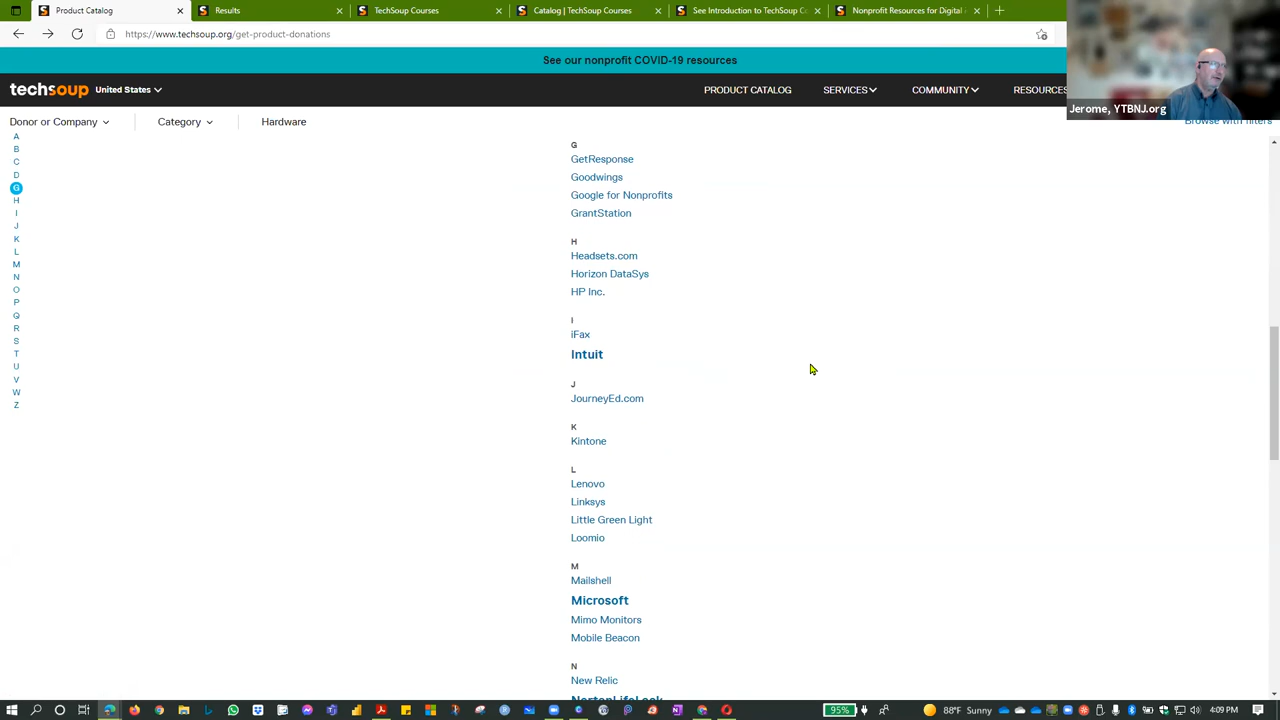 Product Catalog
Results
TechSoup Courses
Catalog | TechSoup Courses
See Introduction to TechSoup Co
Nonprofit Resources for Digital
https://www.techsoup.org/get-product-donations
See our nonprofit COVID-19 resources
techsoup United States PRODUCT CATALOG SERVICES COMMUNITY RESOURCES
Jerome, YTBNJ.org
Donor or Company Category Hardware Browse with filters
A
B
C
D
G
H
I
J
K
L
M
N
O
P
Q
R
S
T
U
V
W
Z
G
GetResponse
Goodwings
Google for Nonprofits
GrantStation
H
Headsets.com
Horizon DataSys
HP Inc.
I
iFax
Intuit
J
JourneyEd.com
K
Kintone
L
Lenovo
Linksys
Little Green Light
Loomio
M
Mailshell
Microsoft
Mimo Monitors
Mobile Beacon
N
New Relic
NortonLifeLock
95% 88°F Sunny 4:09 PM